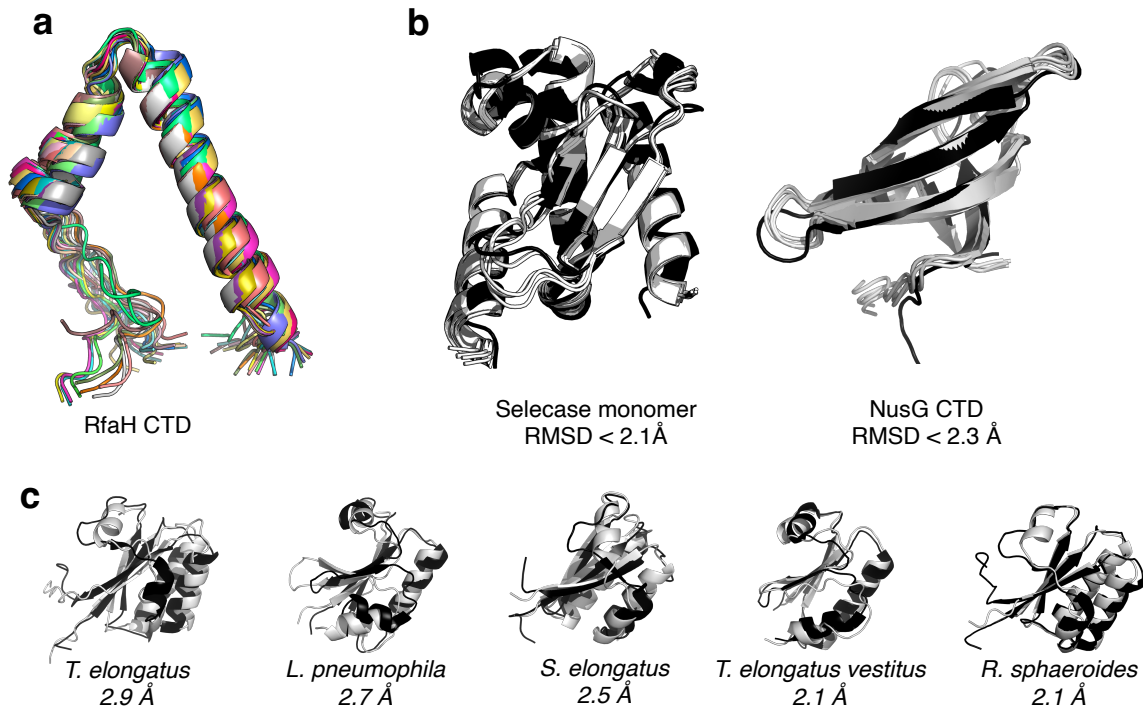 a
b
RfaH CTD
Selecase monomer
RMSD < 2.1Å
NusG CTD
RMSD < 2.3 Å
c
T. elongatus
2.9 Å
L. pneumophila
2.7 Å
S. elongatus
2.5 Å
T. elongatus vestitus
2.1 Å
R. sphaeroides
2.1 Å